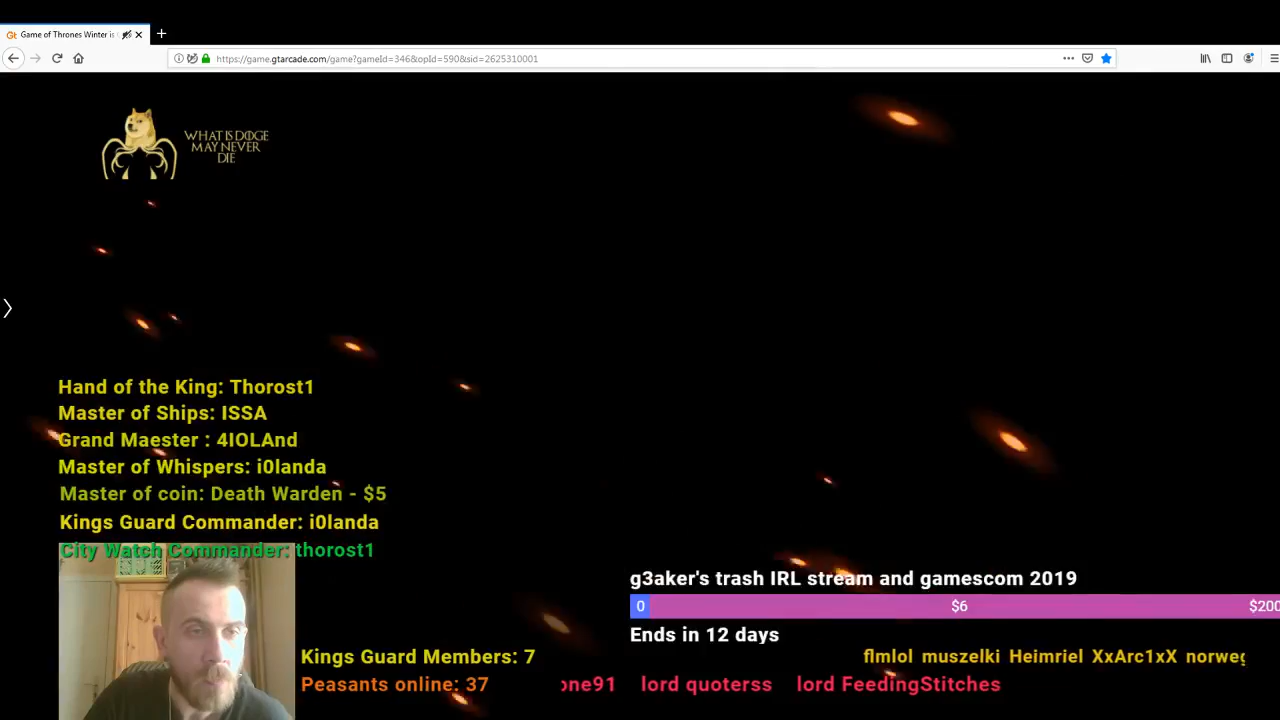 Game of Thrones Winter is
https://game.gtarcade.com/game?gameId=346&opId=590&sid=2625310001
WHAT IS DOGE
MAY NEVER
DIE
Hand of the King: Thorost1
Master of Ships: ISSA
Grand Maester : 4IOLAnd
Master of Whispers: i0landa
Master of coin: Death Warden - $5
Kings Guard Commander: i0landa
City Watch Commander: thorost1
g3aker's trash IRL stream and gamescom 2019
0 $6 $200
Ends in 12 days
Kings Guard Members: 7
flmlol muszelki Heimriel XxArc1xX norweg
Peasants online: 37
one91 lord quoterss lord FeedingStitches